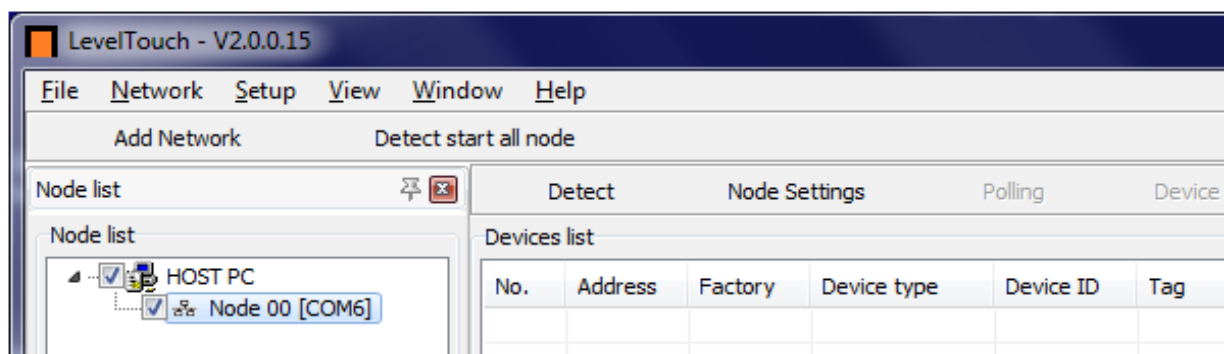 LevelTouch - V2.0.0.15
File Network Setup View Window Help
Add Network Detect start all node
Node list
Detect Node Settings Polling Device
Node list
Devices list
HOST PC
Node 00 [COM6]
No. Address Factory Device type Device ID Tag